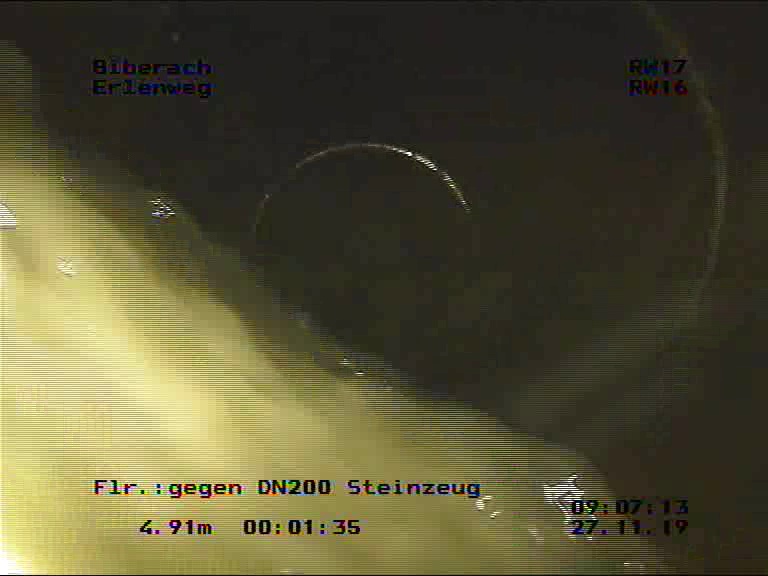 Biberach
RW17
Erlenweg
RW16
Flr.:gegen DN200 Steinzeug
09:07:13
4.91m 00:01:35
27.11.19